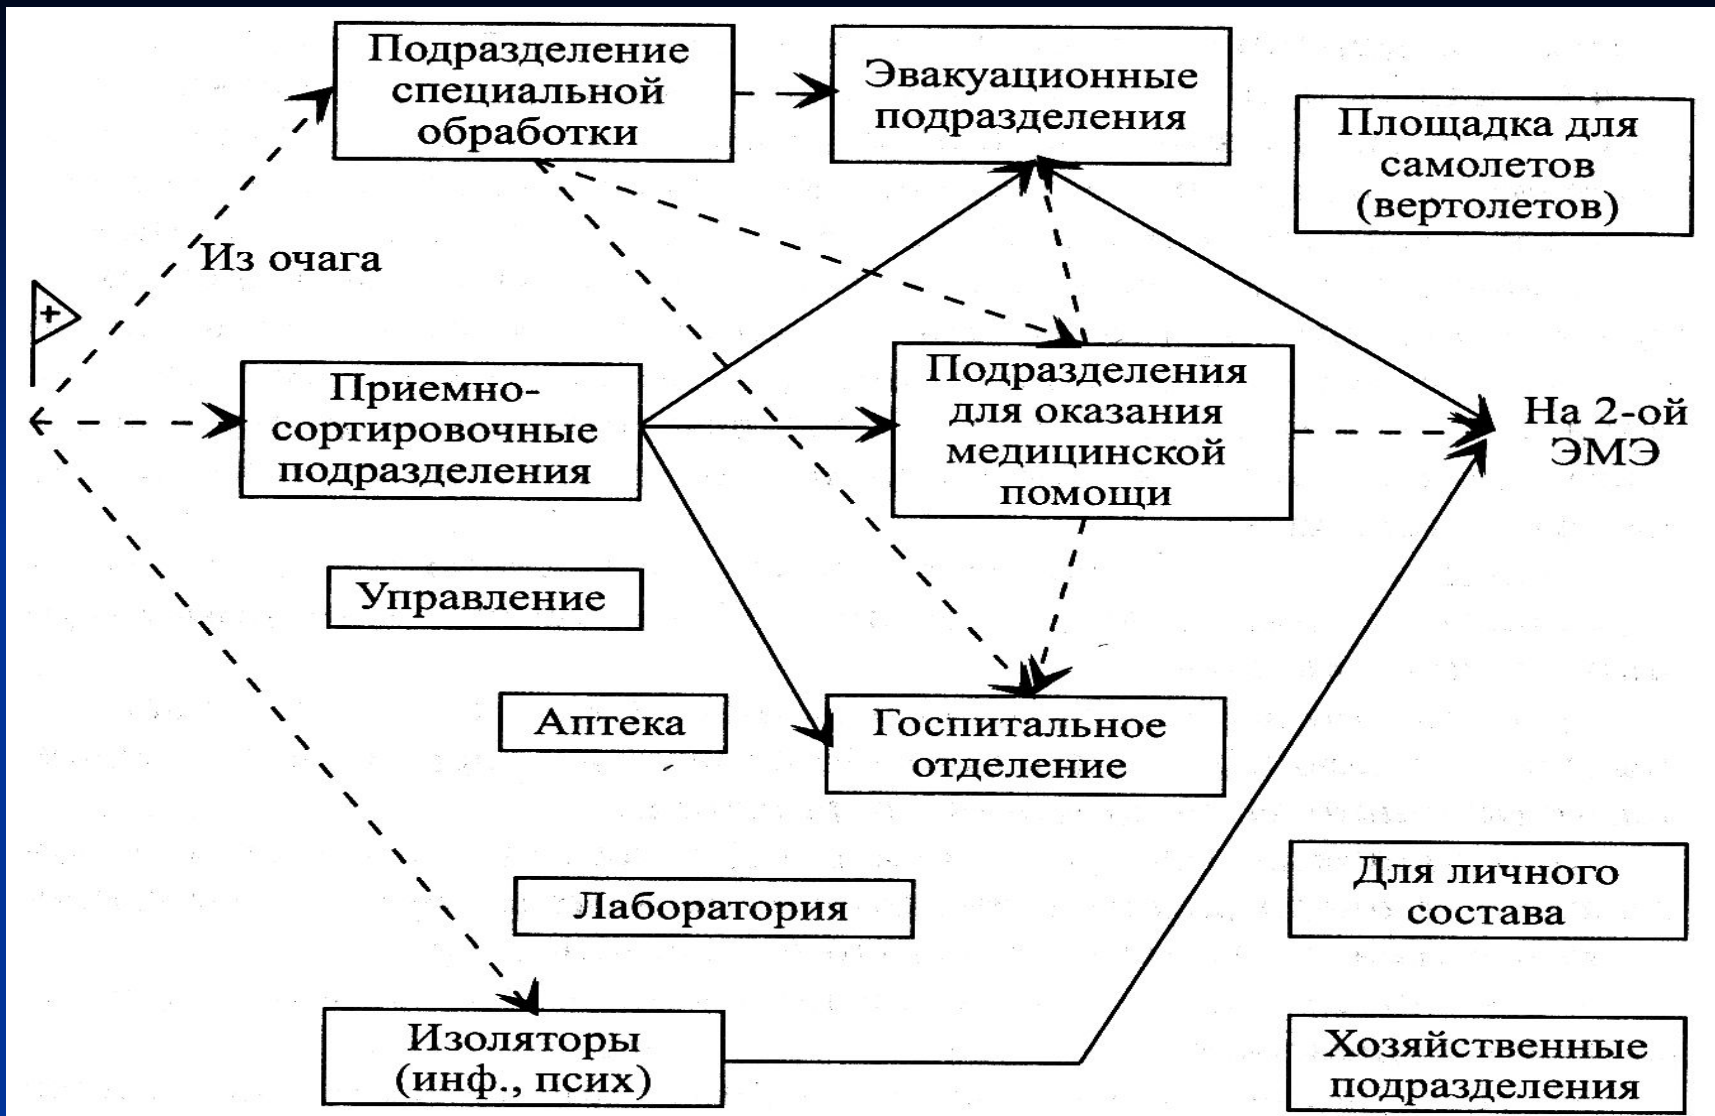 Подразделение
специальной
обработки
Эвакуационные
подразделения
Площадка для
самолетов
(вертолетов)
Из очага
+
Приемно-
сортировочные
подразделения
Подразделения
для оказания
медицинской
помощи
На 2-ой
ЭМЭ
Управление
Аптека
Госпитальное
отделение
Лаборатория
Для личного
состава
Изоляторы
(инф., псих)
Хозяйственные
подразделения